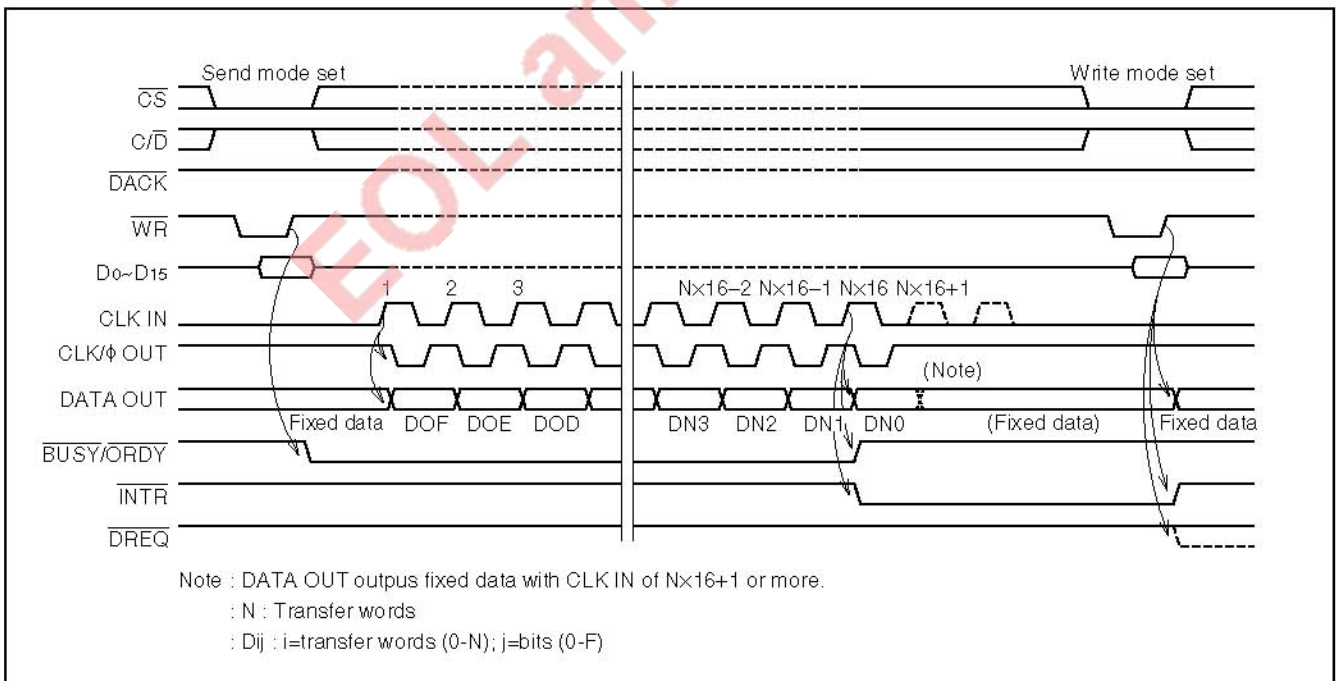 EOL an
Send mode set
Write mode set
CS
C/D
DACK
WR
D0~D15
1 2 3 N×16–2 N×16–1 N×16 N×16+1
CLK IN
CLK/ϕ OUT
(Note)
DATA OUT
Fixed data DOF DOE DOD DN3 DN2 DN1 DN0 (Fixed data) Fixed data
BUSY/ORDY
INTR
DREQ
Note : DATA OUT outpus fixed data with CLK IN of N×16+1 or more.
: N : Transfer words
: Dij : i=transfer words (0-N); j=bits (0-F)